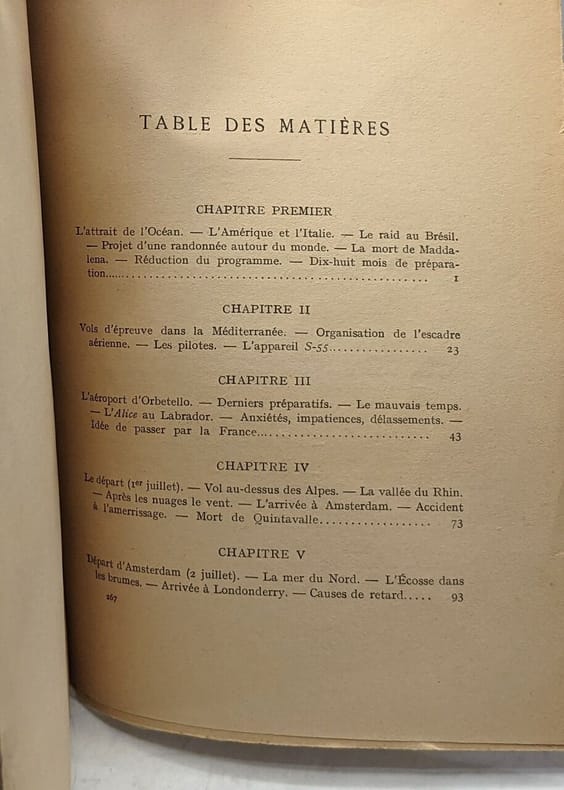 TABLE DES MATIÈRES
CHAPITRE PREMIER
L'attrait de l'Océan. — L'Amérique et l'Italie. — Le raid au Brésil.
— Projet d'une randonnée autour du monde. — La mort de Madda-
lena. — Réduction du programme. — Dix-huit mois de prépara-
tion.................................................. 1
CHAPITRE II
Vols d'épreuve dans la Méditerranée. — Organisation de l'escadre
aérienne. — Les pilotes. — L'appareil S-55................ 23
CHAPITRE III
L'aéroport d'Orbetello. — Derniers préparatifs. — Le mauvais temps.
— L'Alice au Labrador. — Anxiétés, impatiences, délassements. —
Idée de passer par la France............................ 43
CHAPITRE IV
Le départ (1er juillet). — Vol au-dessus des Alpes. — La vallée du Rhin.
— Après les nuages le vent. — L'arrivée à Amsterdam. — Accident
à l'amerrissage. — Mort de Quintavalle.................. 73
CHAPITRE V
Départ d'Amsterdam (2 juillet). — La mer du Nord. — L'Écosse dans
les brumes. — Arrivée à Londonderry. — Causes de retard..... 93
267